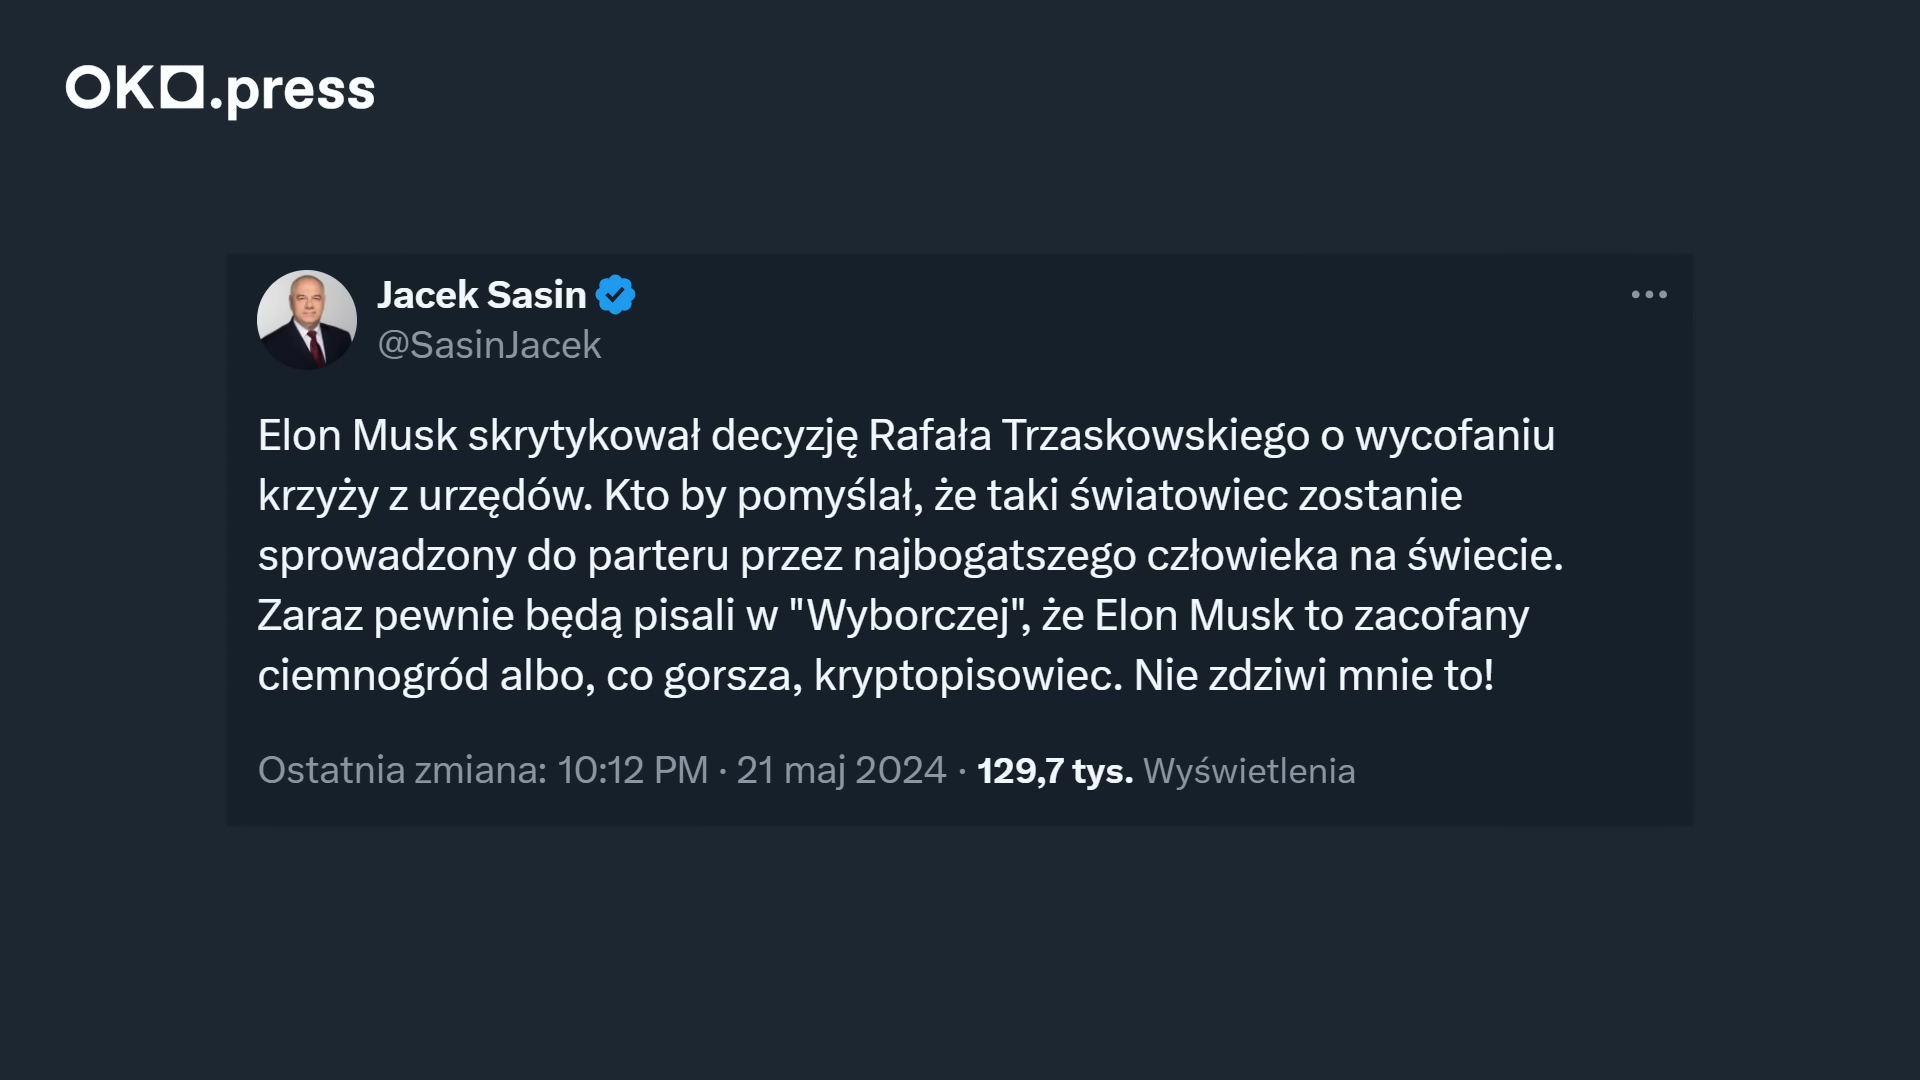 OKO.press
Jacek Sasin
@SasinJacek
Elon Musk skrytykował decyzję Rafała Trzaskowskiego o wycofaniu
krzyży z urzędów. Kto by pomyślał, że taki światowiec zostanie
sprowadzony do parteru przez najbogatszego człowieka na świecie.
Zaraz pewnie będą pisali w "Wyborczej", że Elon Musk to zacofany
ciemnogród albo, co gorsza, kryptopisowiec. Nie zdziwi mnie to!
Ostatnia zmiana: 10:12 PM · 21 maj 2024 · 129,7 tys. Wyświetlenia